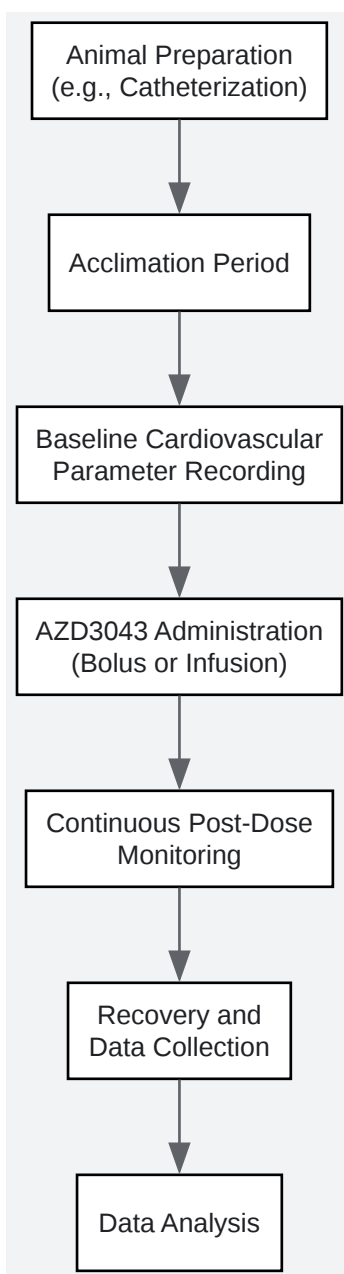 Animal Preparation
(e.g., Catheterization)
Acclimation Period
Baseline Cardiovascular
Parameter Recording
AZD3043 Administration
(Bolus or Infusion)
Continuous Post-Dose
Monitoring
Recovery and
Data Collection
Data Analysis